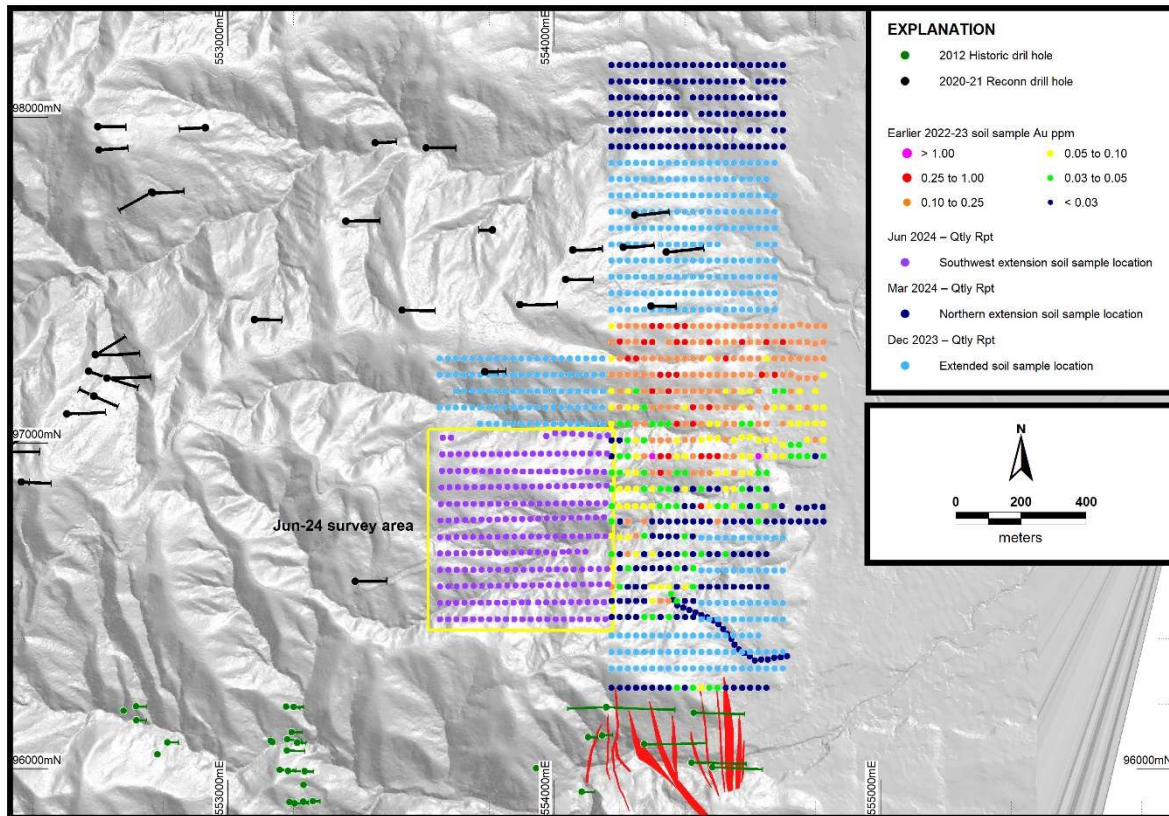 553000mE
554000mE
98000mN
97000mN
Jun-24 survey area
96000mN
96000mN
553000mE
554000mE
555000mE
EXPLANATION
2012 Historic drill hole
2020-21 Reconn drill hole
Earlier 2022-23 soil sample Au ppm
> 1.00
0.05 to 0.10
0.25 to 1.00
0.03 to 0.05
0.10 to 0.25
< 0.03
Jun 2024 – Qtly Rpt
Southwest extension soil sample location
Mar 2024 – Qtly Rpt
Northern extension soil sample location
Dec 2023 – Qtly Rpt
Extended soil sample location
N
0 200 400
meters